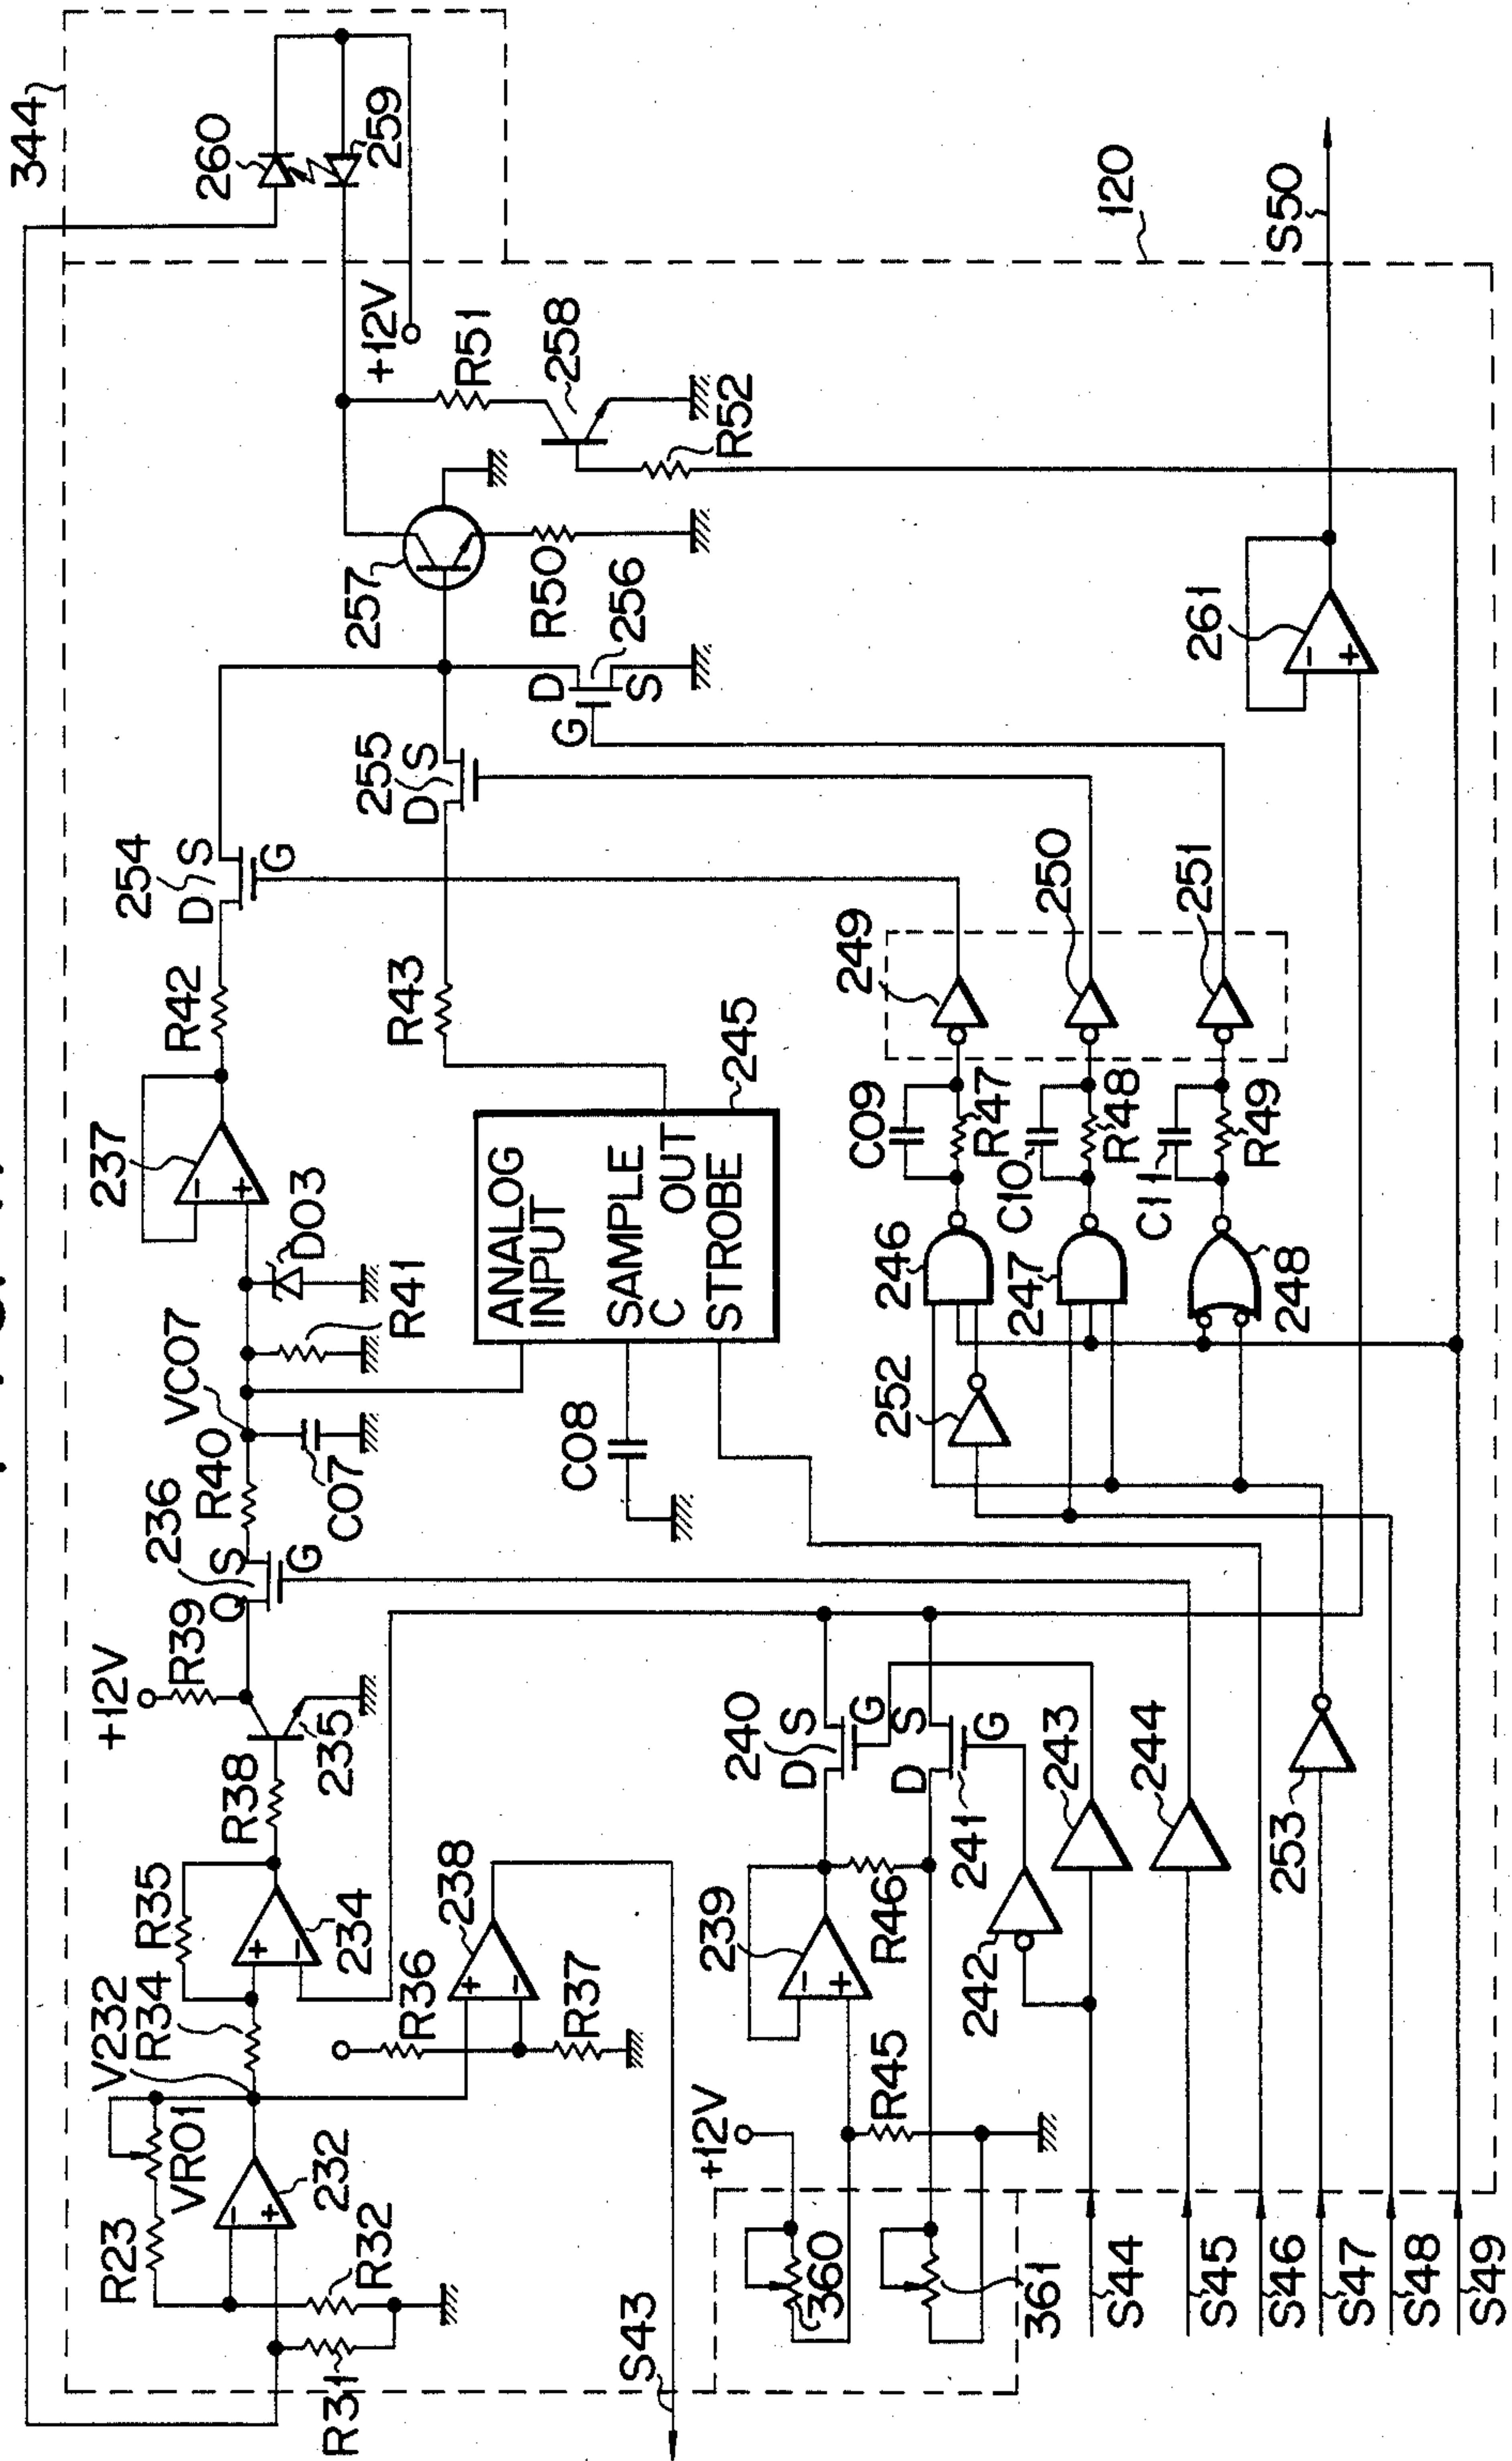 344
260
259
+12V
R51
258
R52
120
S50
257
R50
256
D
S
G
255
D S
254
D S
G
261
R42
R43
249
250
251
237
D03
R41
VC07
245
ANALOG
INPUT
SAMPLE
C OUT
STROBE
C09
R47
C10
R48
C11
R49
246
247
248
252
C08
C07
R40
236
Q S
G
+12V
R39
235
R38
R35
234
V232
R34
VR01
R23
232
R32
R31
238
R36
R37
S43
239
240
D S
G
D S
G
241
R46
R45
242
243
244
253
+12V
360
361
S44
S45
S46
S47
S48
S49